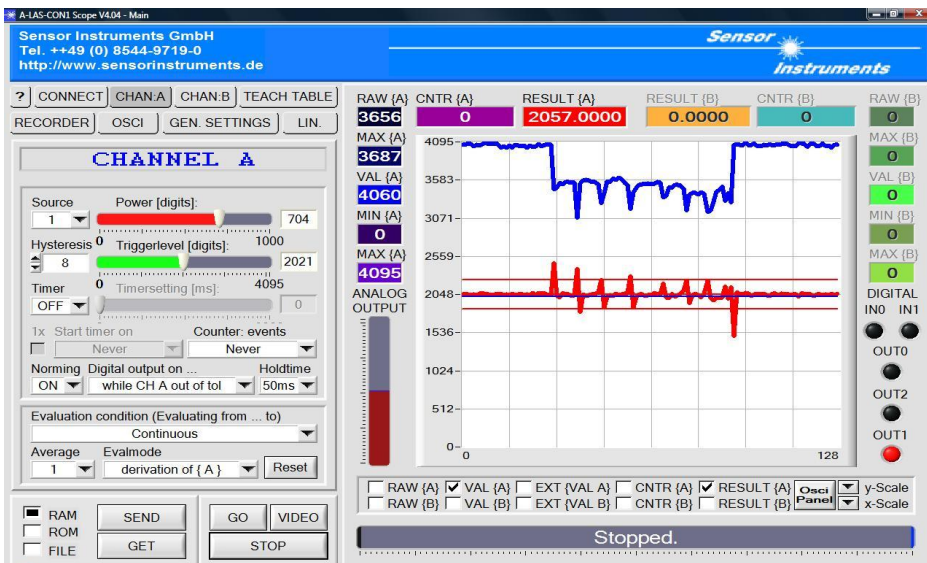 A-LAS-CON1 Scope V4.04 - Main
Sensor Instruments GmbH
Tel. ++49 (0) 8544-9719-0
http://www.sensorinstruments.de
Sensor
Instruments
? CONNECT CHAN:A CHAN:B TEACH TABLE
RECORDER OSCI GEN. SETTINGS LIN.
CHANNEL A
Source Power [digits]:
1 704
Hysteresis 0 Triggerlevel [digits]: 1000
8 2021
Timer 0 Timersetting [ms]: 4095
OFF 0
1x Start timer on Counter: events
Never Never
Norming Digital output on ... Holdtime
ON while CH A out of tol 50ms
Evaluation condition (Evaluating from ... to)
Continuous
Average Evalmode
1 derivation of { A } Reset
RAM SEND GO VIDEO
ROM
FILE GET STOP
RAW {A} CNTR {A} RESULT {A} RESULT {B} CNTR {B} RAW {B}
3656 0 2057.0000 0.0000 0 0
MAX {A}
3687
VAL {A}
4060
MIN {A}
0
MAX {A}
4095
ANALOG
OUTPUT
4095
3583
3071
2559
2048
1536
1024
512
0
0 128
MAX {B}
0
VAL {B}
0
MIN {B}
0
MAX {B}
0
DIGITAL
IN0 IN1
OUT0
OUT2
OUT1
RAW {A} VAL {A} EXT {VAL A} CNTR {A} RESULT {A} Osci Panel y-Scale
RAW {B} VAL {B} EXT {VAL B} CNTR {B} RESULT {B} x-Scale
Stopped.